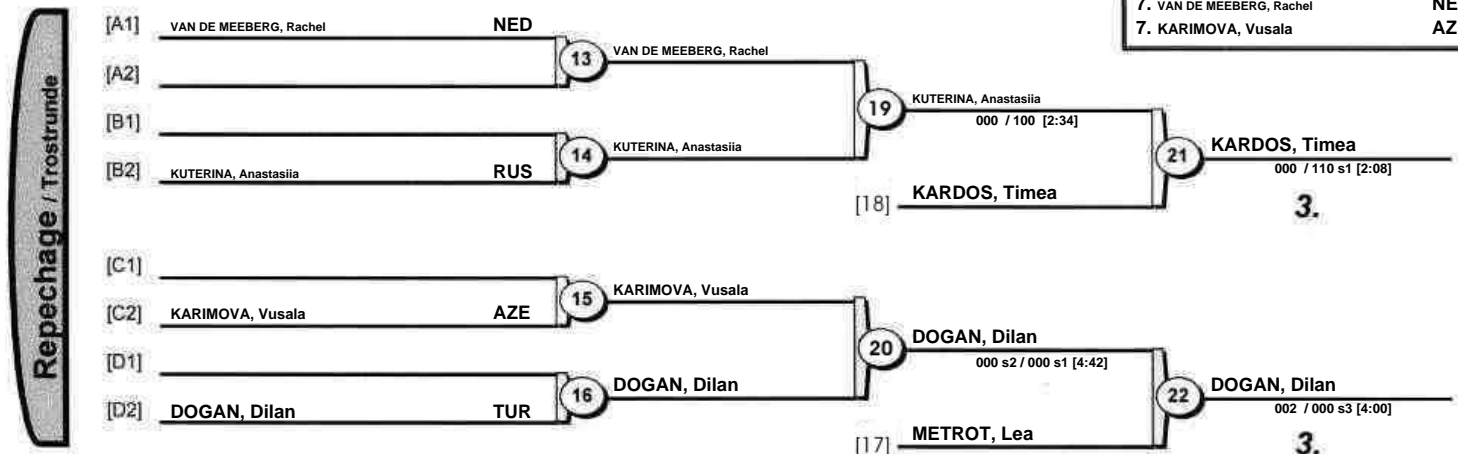 7. VAN DE MEEBERG, Rachel NE
7. KARIMOVA, Vusala AZ
Repechage / Trostrunde
[A1] VAN DE MEEBERG, Rachel NED
13 VAN DE MEEBERG, Rachel
[A2]
19 KUTERINA, Anastasiia
000 / 100 [2:34]
[B1]
14 KUTERINA, Anastasiia
[B2] KUTERINA, Anastasiia RUS
21 KARDOS, Timea
000 / 110 s1 [2:08]
[18] KARDOS, Timea
3.
[C1]
15 KARIMOVA, Vusala
[C2] KARIMOVA, Vusala AZE
20 DOGAN, Dilan
000 s2 / 000 s1 [4:42]
[D1]
16 DOGAN, Dilan
[D2] DOGAN, Dilan TUR
22 DOGAN, Dilan
002 / 000 s3 [4:00]
[17] METROT, Lea
3.